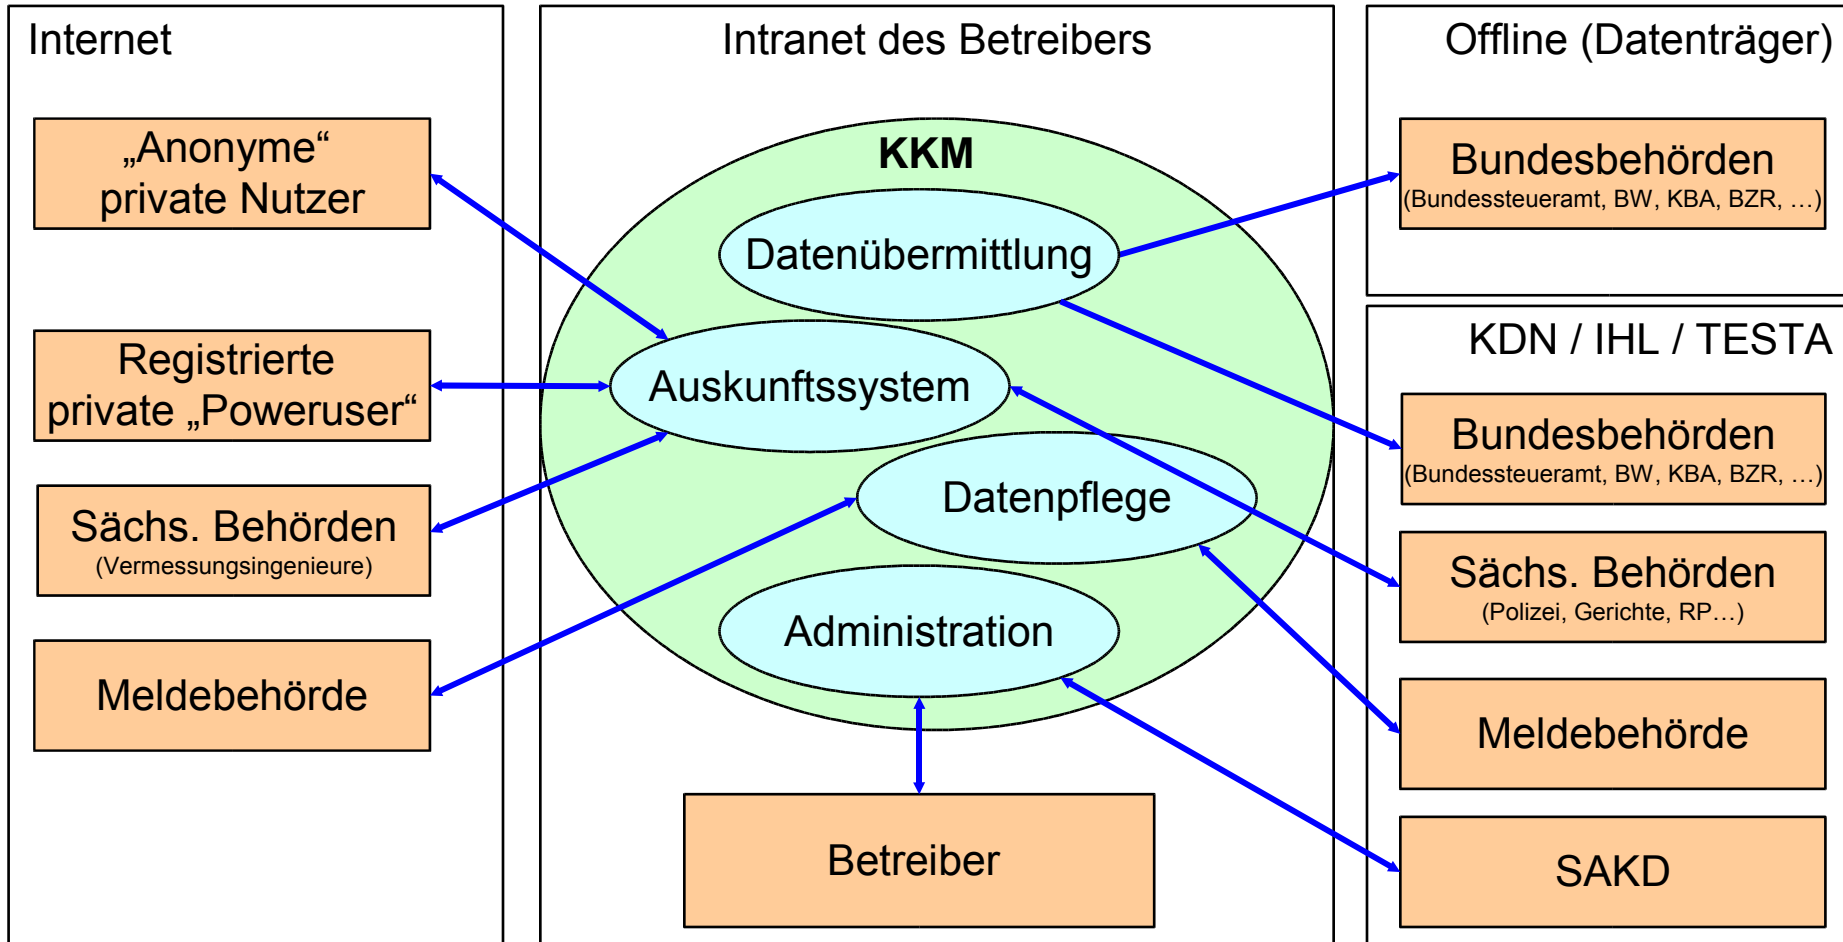 Internet
„Anonyme“
private Nutzer
Registrierte
private „Poweruser“
Sächs. Behörden
(Vermessungsingenieure)
Meldebehörde
Intranet des Betreibers
KKM
Datenübermittlung
Auskunftssystem
Datenpflege
Administration
Betreiber
Offline (Datenträger)
Bundesbehörden
(Bundessteueramt, BW, KBA, BZR, …)
KDN / IHL / TESTA
Bundesbehörden
(Bundessteueramt, BW, KBA, BZR, …)
Sächs. Behörden
(Polizei, Gerichte, RP…)
Meldebehörde
SAKD